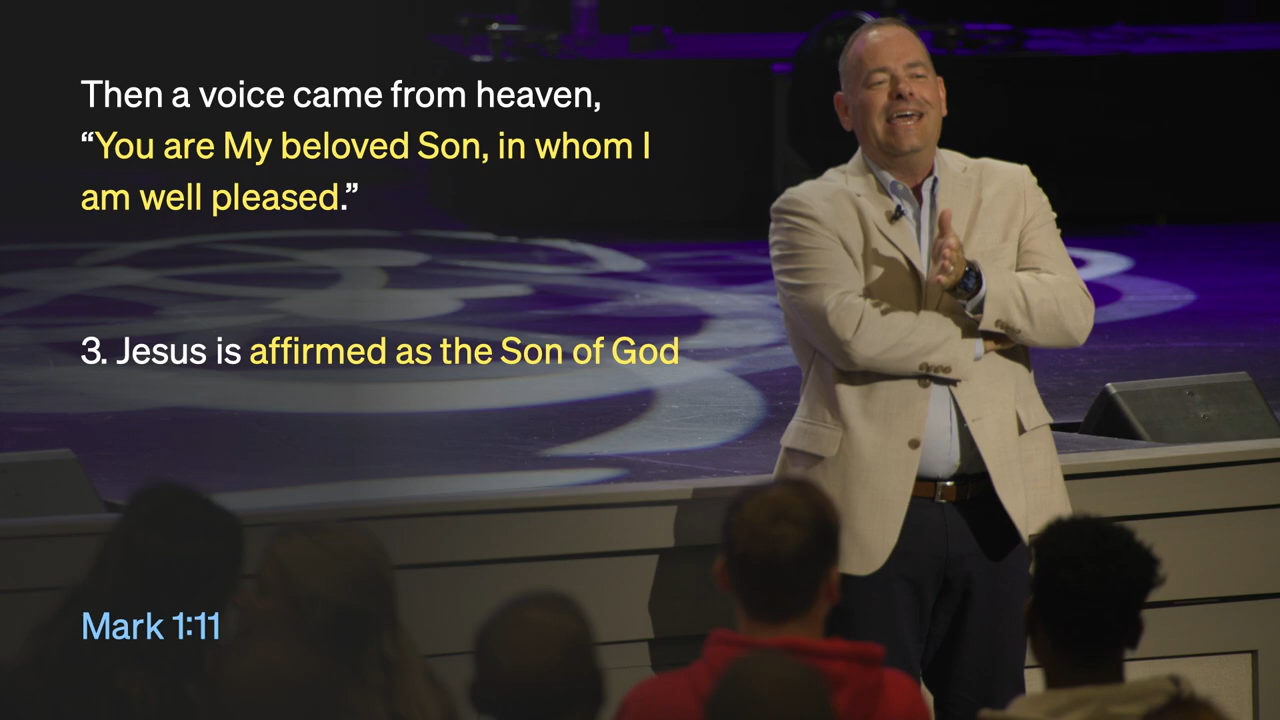 Then a voice came from heaven,
“You are My beloved Son, in whom I
am well pleased.”
3. Jesus is affirmed as the Son of God
Mark 1:11